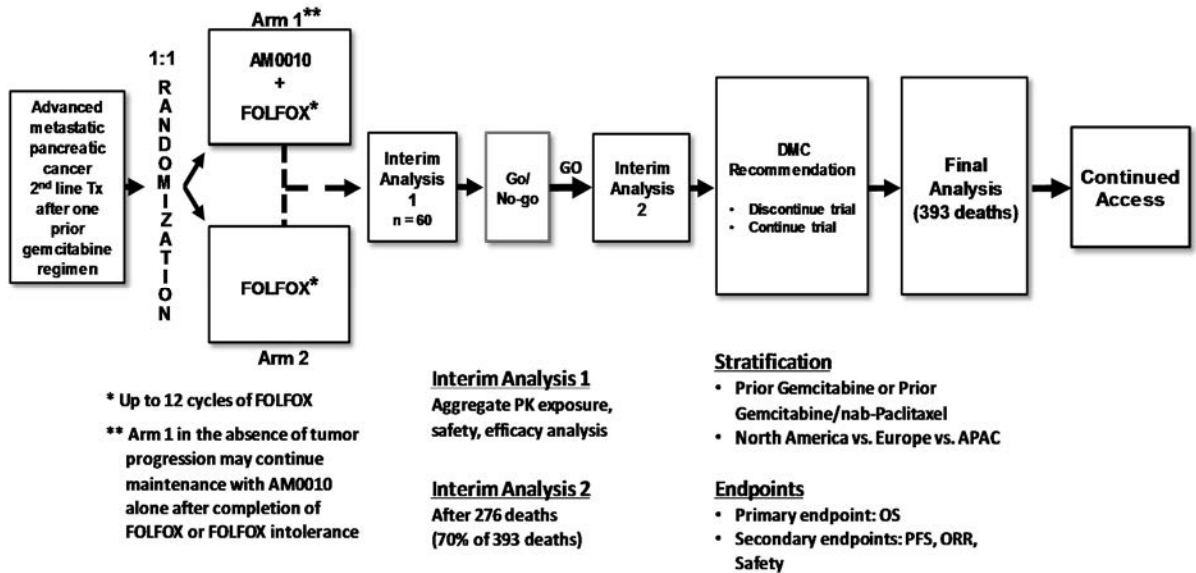 Advanced
metastatic
pancreatic
cancer
2nd line Tx
after one
prior
gemcitabine
regimen
1:1
RANDOMIZATION
Arm 1**
AM0010
+
FOLFOX*
FOLFOX*
Arm 2
Interim
Analysis
1
n = 60
Go/
No-go
GO
Interim
Analysis
2
DMC
Recommendation
• Discontinue trial
• Continue trial
Final
Analysis
(393 deaths)
Continued
Access
* Up to 12 cycles of FOLFOX
** Arm 1 in the absence of tumor
progression may continue
maintenance with AM0010
alone after completion of
FOLFOX or FOLFOX intolerance
Interim Analysis 1
Aggregate PK exposure,
safety, efficacy analysis
Interim Analysis 2
After 276 deaths
(70% of 393 deaths)
Stratification
• Prior Gemcitabine or Prior
Gemcitabine/nab-Paclitaxel
• North America vs. Europe vs. APAC
Endpoints
• Primary endpoint: OS
• Secondary endpoints: PFS, ORR,
Safety